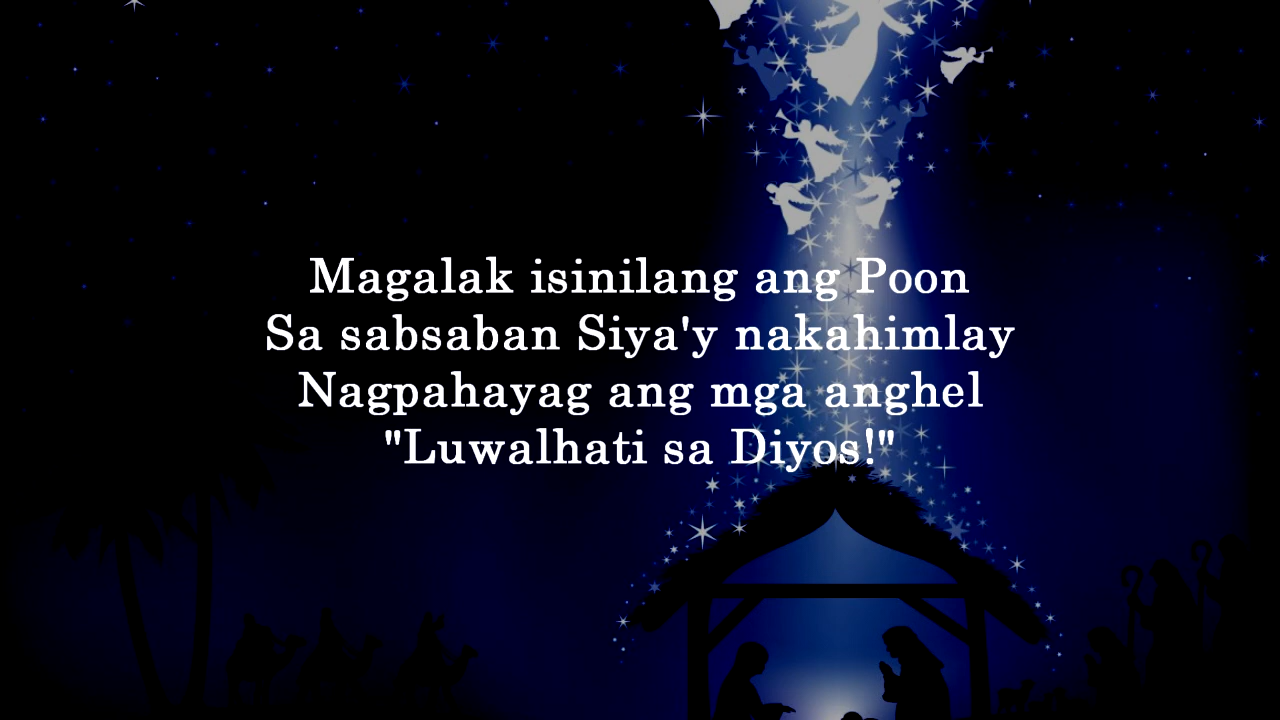 Magalak isinilang ang Poon
Sa sabsaban Siya'y nakahimlay
Nagpahayag ang mga anghel
"Luwalhati sa Diyos!"